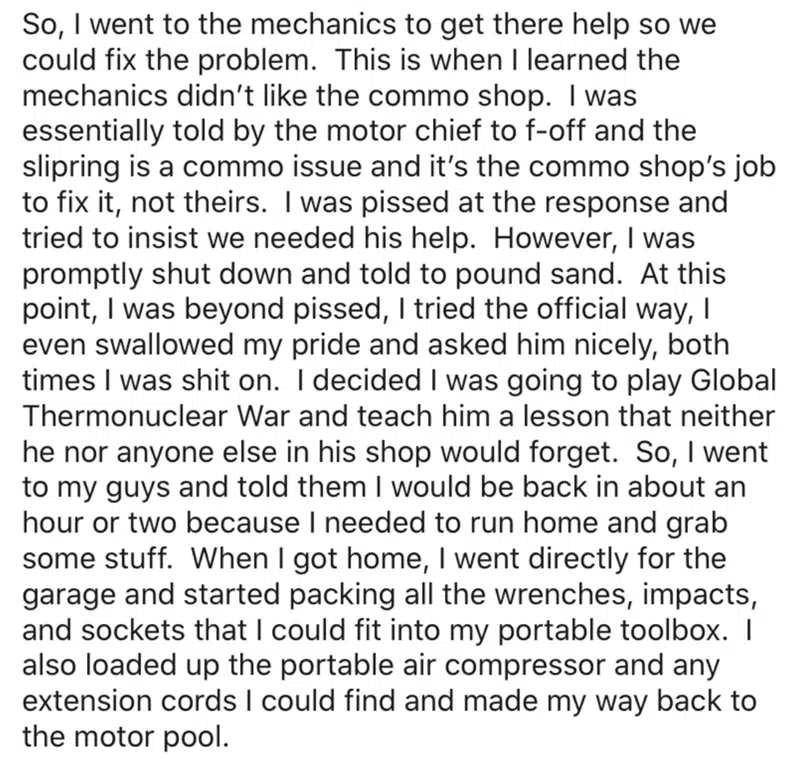 So, I went to the mechanics to get there help so we
could fix the problem.  This is when I learned the
mechanics didn’t like the commo shop.  I was
essentially told by the motor chief to f-off and the
slipring is a commo issue and it’s the commo shop’s job
to fix it, not theirs.  I was pissed at the response and
tried to insist we needed his help.  However, I was
promptly shut down and told to pound sand.  At this
point, I was beyond pissed, I tried the official way, I
even swallowed my pride and asked him nicely, both
times I was shit on.  I decided I was going to play Global
Thermonuclear War and teach him a lesson that neither
he nor anyone else in his shop would forget.  So, I went
to my guys and told them I would be back in about an
hour or two because I needed to run home and grab
some stuff.  When I got home, I went directly for the
garage and started packing all the wrenches, impacts,
and sockets that I could fit into my portable toolbox.  I
also loaded up the portable air compressor and any
extension cords I could find and made my way back to
the motor pool.